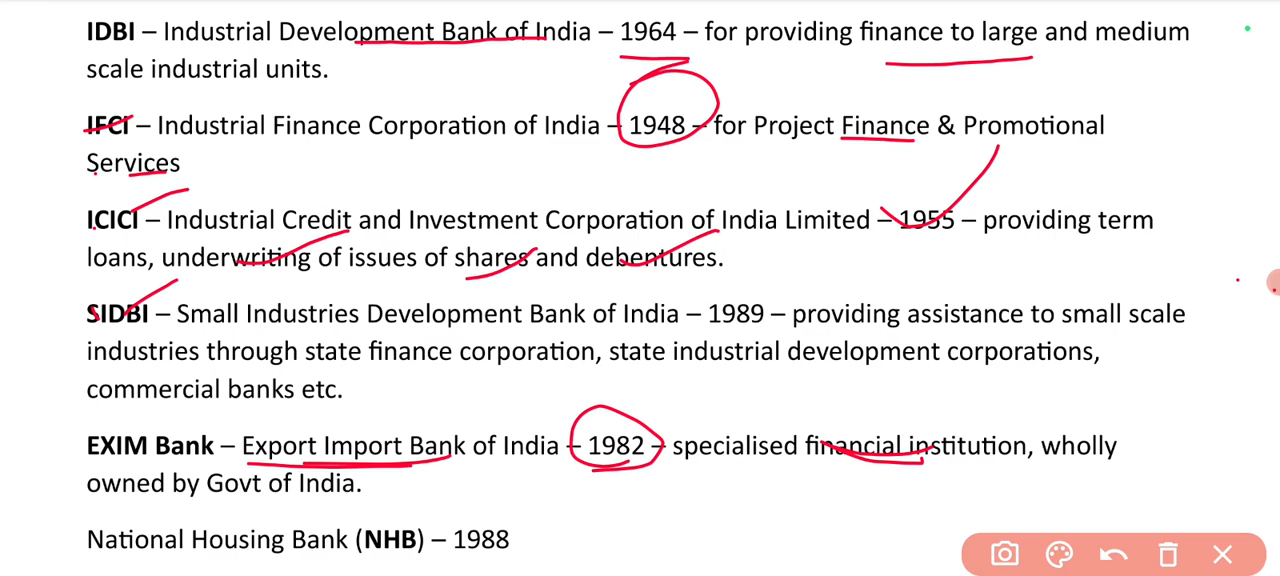 IDBI – Industrial Development Bank of India – 1964 – for providing finance to large and medium
scale industrial units.
IFCI – Industrial Finance Corporation of India – 1948 – for Project Finance & Promotional
Services
ICICI – Industrial Credit and Investment Corporation of India Limited – 1955 – providing term
loans, underwriting of issues of shares and debentures.
SIDBI – Small Industries Development Bank of India – 1989 – providing assistance to small scale
industries through state finance corporation, state industrial development corporations,
commercial banks etc.
EXIM Bank – Export Import Bank of India – 1982 – specialised financial institution, wholly
owned by Govt of India.
National Housing Bank (NHB) – 1988